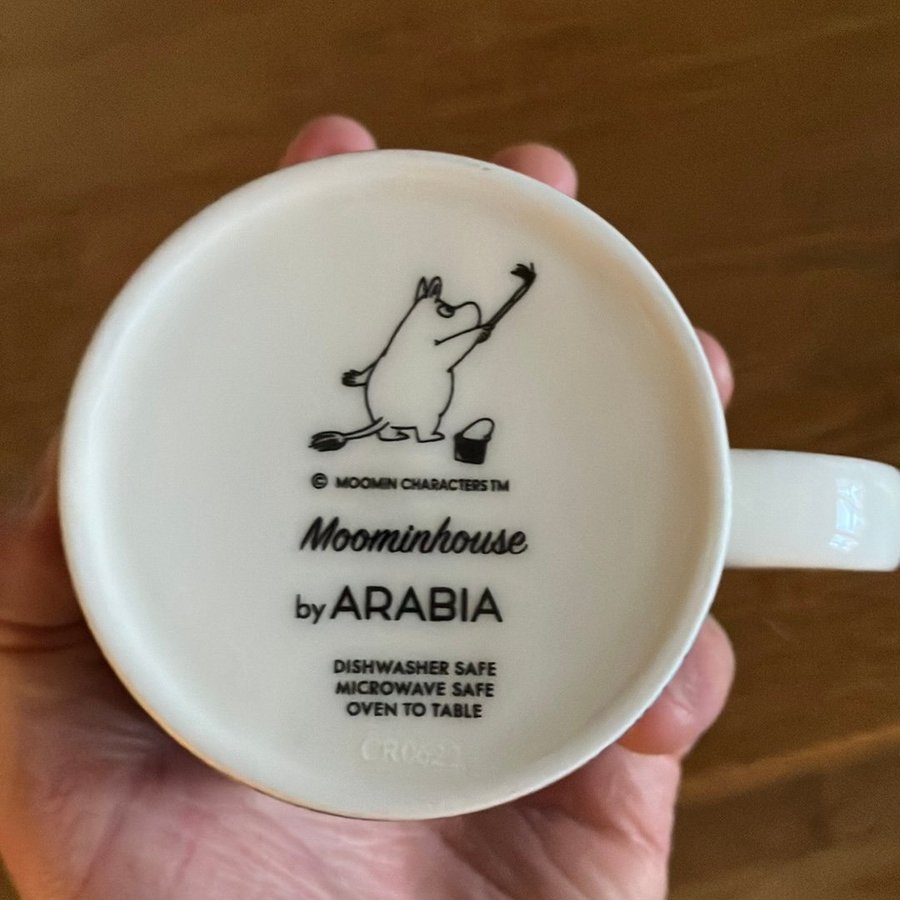 © MOOMIN CHARACTERS TM
Moominhouse
by ARABIA
DISHWASHER SAFE
MICROWAVE SAFE
OVEN TO TABLE